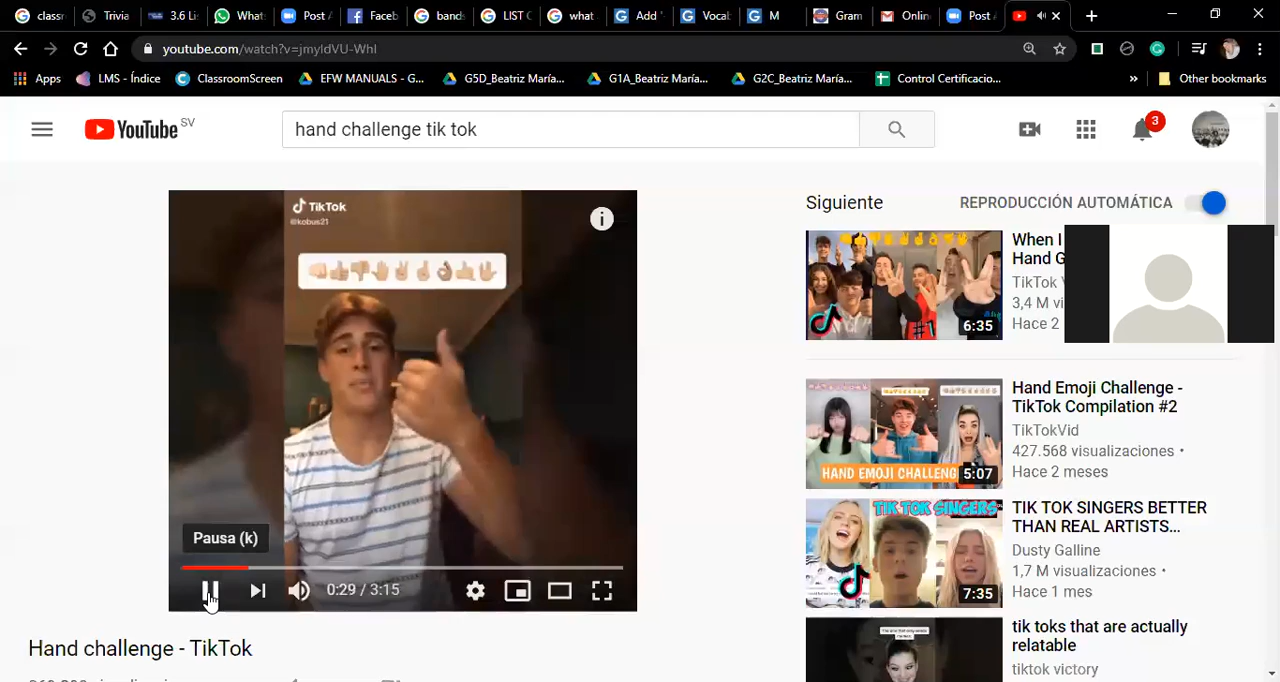 classr
Trivia
3.6 Li
What
Post
Faceb
bands
LIST C
what
Add '
Vocab
M
Gram
Onlin
Post
youtube.com/watch?v=jmyldVU-WhI
Apps
LMS - Índice
ClassroomScreen
EFW MANUALS - G...
G5D_Beatriz María...
G1A_Beatriz María...
G2C_Beatriz María...
Control Certificacio...
Other bookmarks
YouTube SV
hand challenge tik tok
3
TikTok
@kobus21
Pausa (k)
0:29 / 3:15
Hand challenge - TikTok
Siguiente
REPRODUCCIÓN AUTOMÁTICA
6:35
When I
Hand G
TikTok V
3,4 M vi
Hace 2
HAND EMOJI CHALLENG
5:07
Hand Emoji Challenge -
TikTok Compilation #2
TikTokVid
427.568 visualizaciones •
Hace 2 meses
TIK TOK SINGERS
7:35
TIK TOK SINGERS BETTER
THAN REAL ARTISTS...
Dusty Galline
1,7 M visualizaciones •
Hace 1 mes
tik toks that are actually
relatable
tiktok victory